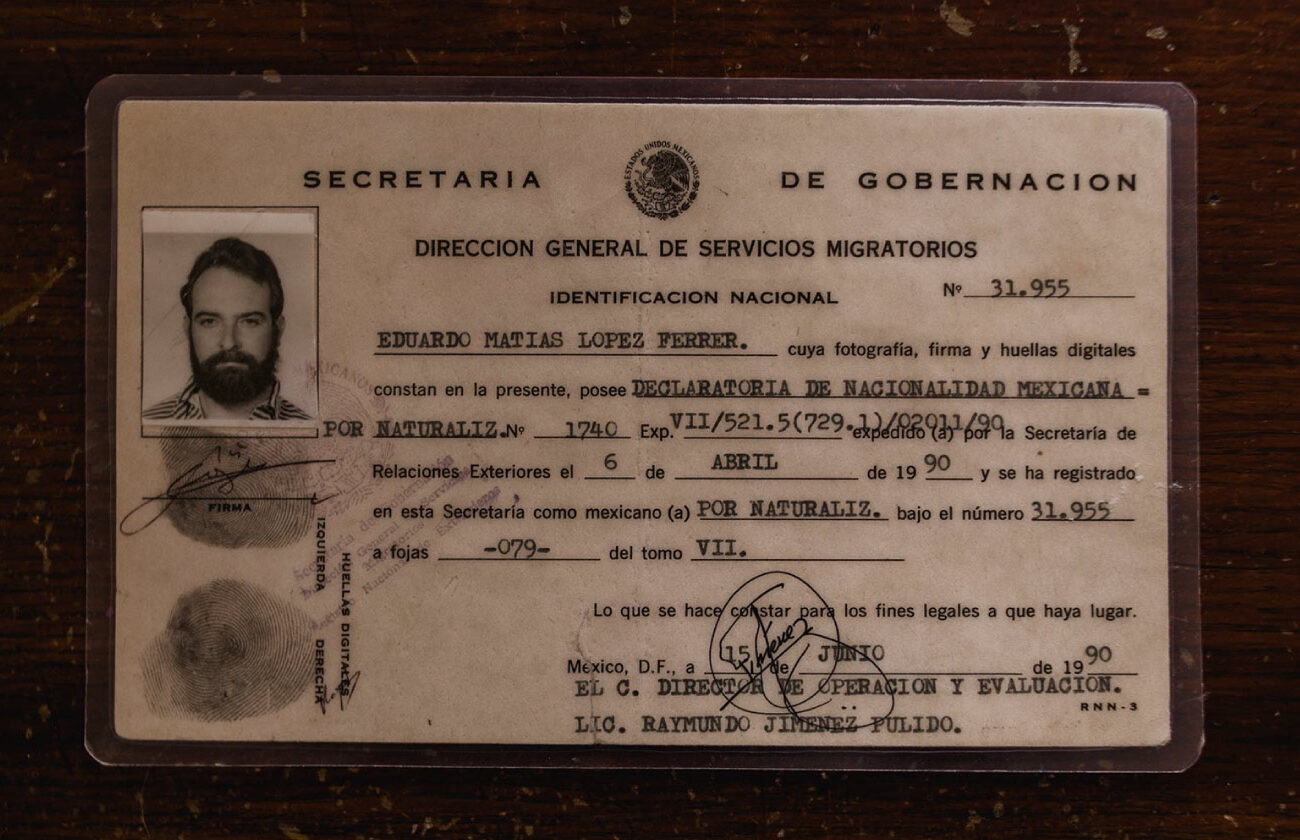 ESTADOS UNIDOS MEXICANOS
SECRETARIA DE GOBERNACION
DIRECCION GENERAL DE SERVICIOS MIGRATORIOS
IDENTIFICACION NACIONAL
Nº 31.955
EDUARDO MATIAS LOPEZ FERRER. cuya fotografía, firma y huellas digitales
constan en la presente, posee DECLARATORIA DE NACIONALIDAD MEXICANA =
POR NATURALIZ. Nº 1740 Exp. VII/521.5(729.1)/02011/90 expedido (a) por la Secretaría de
Relaciones Exteriores el 6 de ABRIL de 1990 y se ha registrado
en esta Secretaría como mexicano (a) POR NATURALIZ. bajo el número 31.955
a fojas -079- del tomo VII.
FIRMA
IZQUIERDA DERECHA
HUELLAS DIGITALES
Lo que se hace constar para los fines legales a que haya lugar.
México, D.F., a 15 de JUNIO de 1990
EL C. DIRECTOR DE OPERACION Y EVALUACION.
RNN-3
LIC. RAYMUNDO JIMENEZ PULIDO.